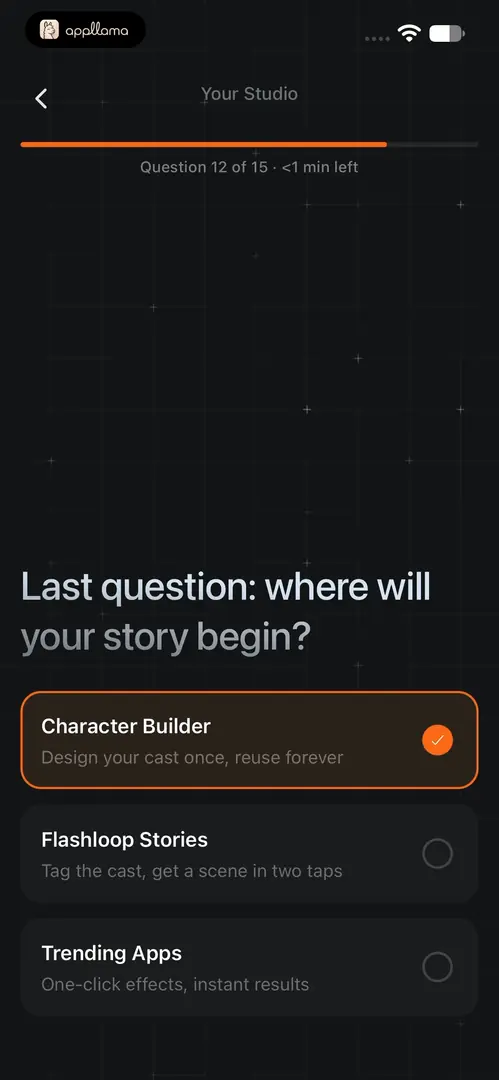 appllama
Your Studio
Question 12 of 15 · <1 min left
Last question: where will
your story begin?
Character Builder
Design your cast once, reuse forever
Flashloop Stories
Tag the cast, get a scene in two taps
Trending Apps
One-click effects, instant results